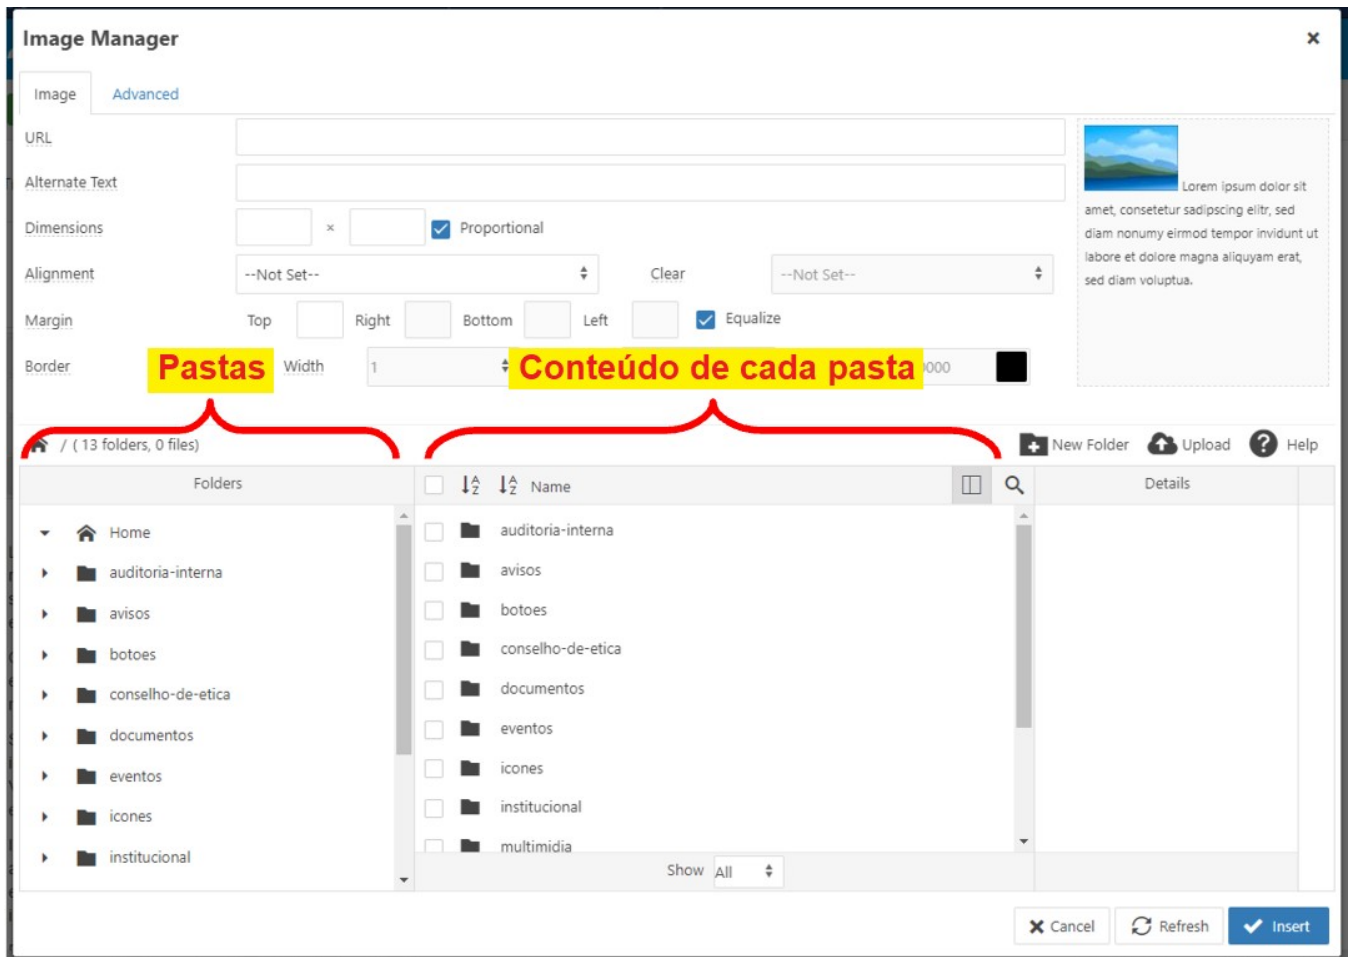 Image Manager
Image Advanced
URL
Alternate Text
Lorem ipsum dolor sit
amet, consetetur sadipscing elitr, sed
diam nonumy eirmod tempor invidunt ut
labore et dolore magna aliquyam erat,
sed diam voluptua.
Dimensions × Proportional
Alignment --Not Set-- Clear --Not Set--
Margin Top Right Bottom Left Equalize
Border Pastas Width 1 Conteúdo de cada pasta
/ ( 13 folders, 0 files) New Folder Upload Help
Folders Name Details
Home
auditoria-interna
avisos
botoes
conselho-de-etica
documentos
eventos
icones
institucional
auditoria-interna
avisos
botoes
conselho-de-etica
documentos
eventos
icones
institucional
multimidia
Show All
Cancel Refresh Insert